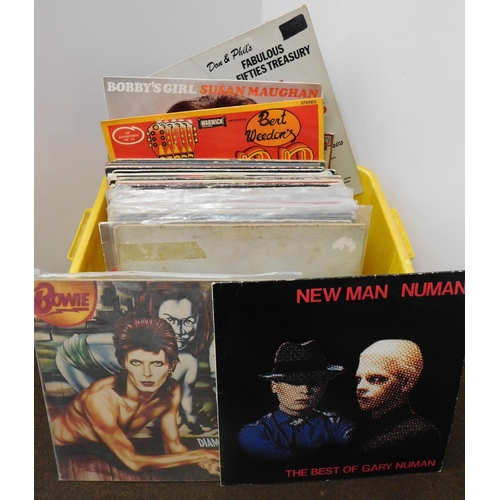 Don & Phil's
FABULOUS
FIFTIES TREASURY
BOBBY'S GIRL SUSAN MAUGHAN
WARWICK
Bert
Weedon's
BOWIE
DIAM
NEW MAN NUMAN
THE BEST OF GARY NUMAN